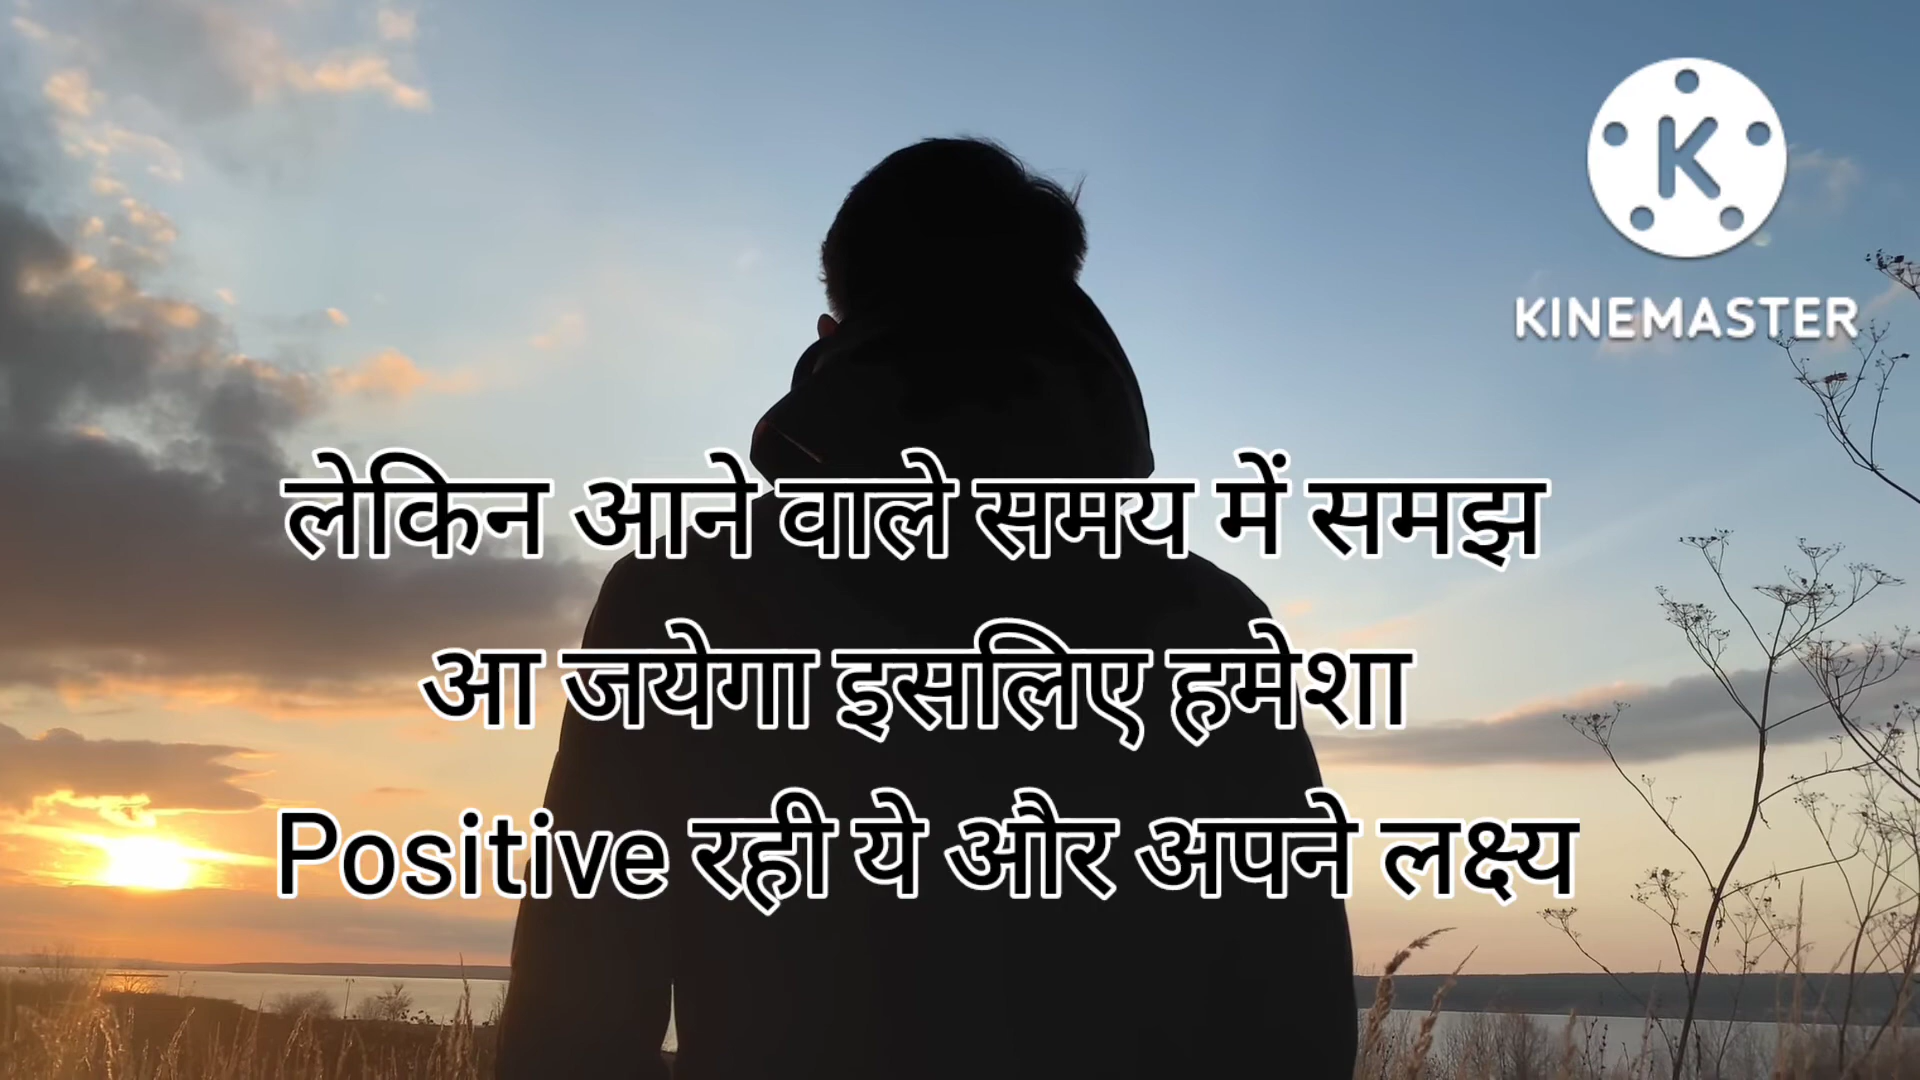 KINEMASTER
लेकिन आने वाले समय में समझ
आ जयेगा इसलिए हमेशा
Positive रही ये और अपने लक्ष्य